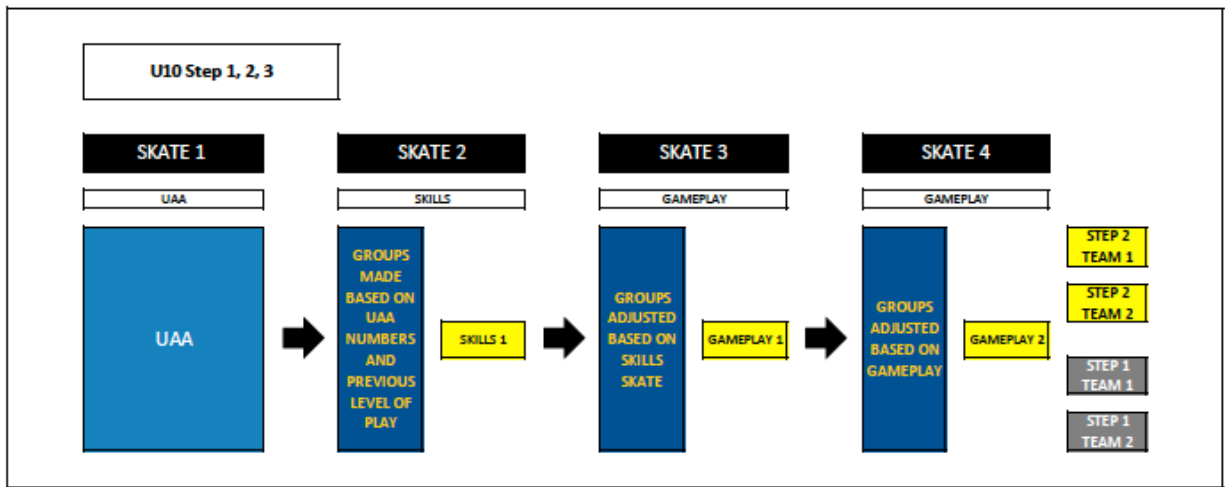 U10 Step 1, 2, 3
SKATE 1
SKATE 2
SKATE 3
SKATE 4
UAA
SKILLS
GAMEPLAY
GAMEPLAY
UAA
GROUPS
MADE
BASED ON
UAA
NUMBERS
AND
PREVIOUS
LEVEL OF
PLAY
SKILLS 1
GROUPS
ADJUSTED
BASED ON
SKILLS
SKATE
GAMEPLAY 1
GROUPS
ADJUSTED
BASED ON
GAMEPLAY
GAMEPLAY 2
STEP 2
TEAM 1
STEP 2
TEAM 2
STEP 1
TEAM 1
STEP 1
TEAM 2